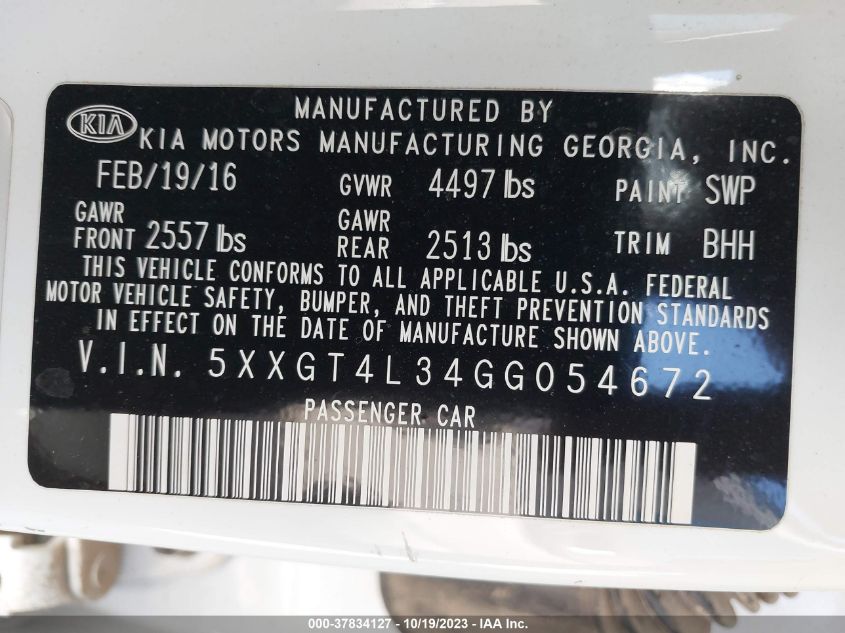 MANUFACTURED BY
KIA KIA MOTORS MANUFACTURING GEORGIA, INC.
FEB/19/16 GVWR 4497 lbs PAINT SWP
GAWR FRONT 2557 lbs GAWR REAR 2513 lbs TRIM BHH
THIS VEHICLE CONFORMS TO ALL APPLICABLE U.S.A. FEDERAL
MOTOR VEHICLE SAFETY, BUMPER, AND THEFT PREVENTION STANDARDS
IN EFFECT ON THE DATE OF MANUFACTURE SHOWN ABOVE.
V.I.N. 5XXGT4L34GG054672
PASSENGER CAR
000-37834127 - 10/19/2023 - IAA Inc.